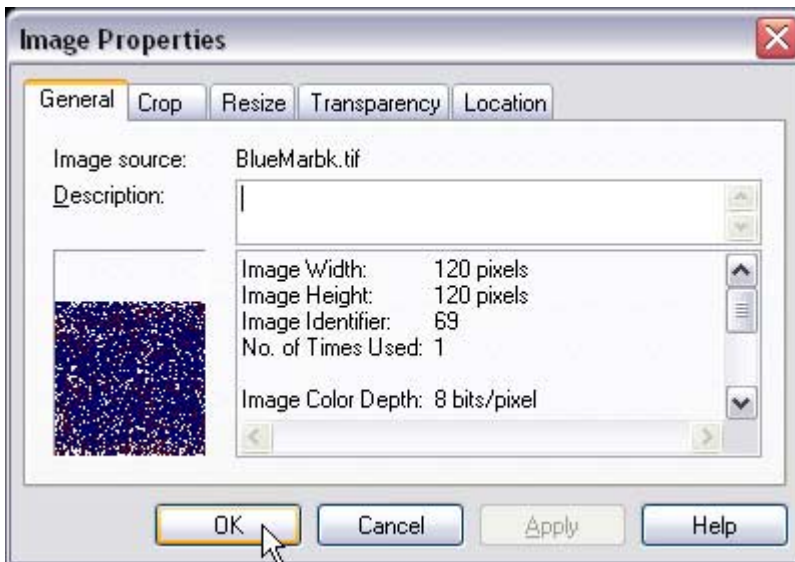 Image Properties
General Crop Resize Transparency Location
Image source: BlueMarbk.tif
Description:
Image Width: 120 pixels
Image Height: 120 pixels
Image Identifier: 69
No. of Times Used: 1
Image Color Depth: 8 bits/pixel
OK Cancel Apply Help